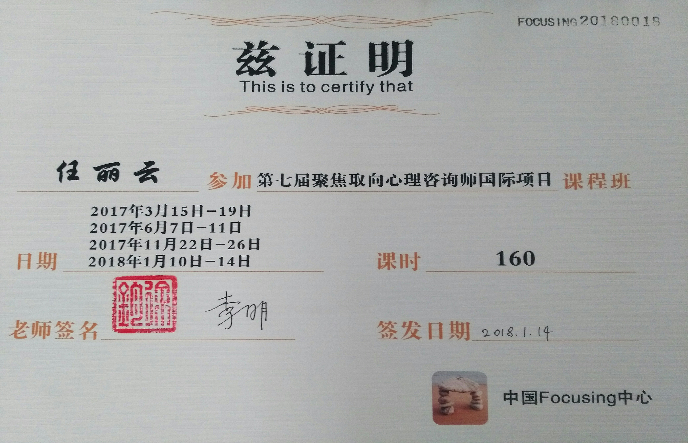 FOCUSING20180018
兹证明
This is to certify that
任丽云 参加 第七届聚焦取向心理咨询师国际项目 课程班
2017年3月15日-19日
2017年6月7日-11日
2017年11月22日-26日
日期 2018年1月10日-14日 课时 160
老师签名 李明 签发日期 2018.1.14
中国Focusing中心